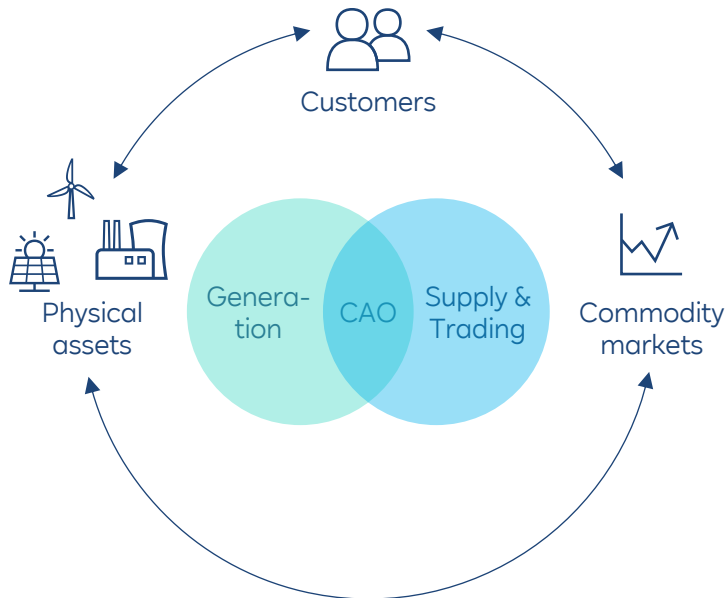 Customers
Physical
assets
Genera-
tion
CAO
Supply &
Trading
Commodity
markets